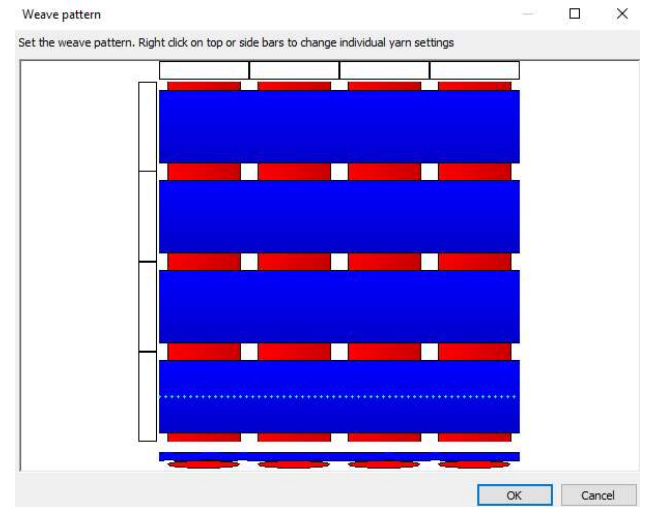 Weave pattern
Set the weave pattern. Right click on top or side bars to change individual yarn settings
OK
Cancel